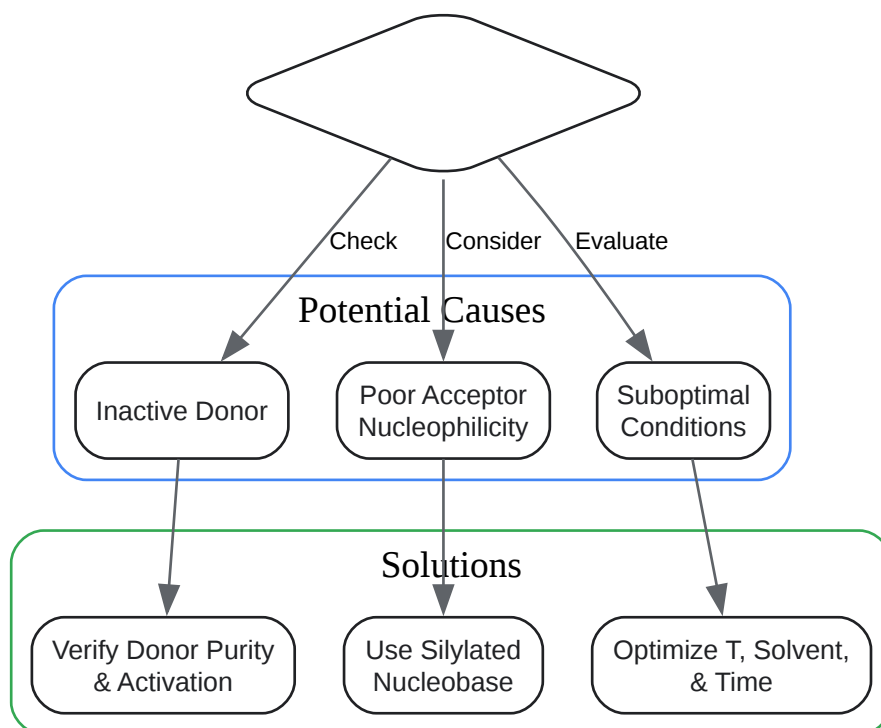 Check
Consider
Evaluate
Potential Causes
Inactive Donor
Poor Acceptor
Nucleophilicity
Suboptimal
Conditions
Solutions
Verify Donor Purity
& Activation
Use Silylated
Nucleobase
Optimize T, Solvent,
& Time